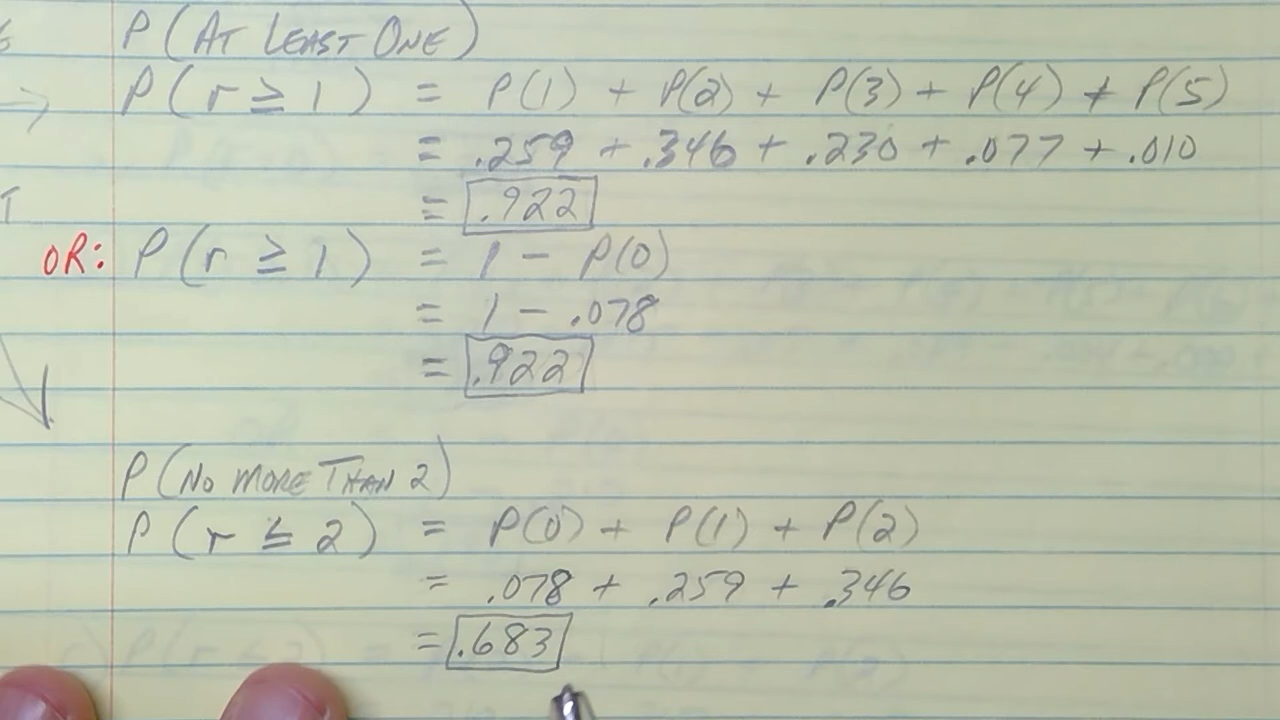 P(AT LEAST ONE)
P(r ≥ 1) = P(1) + P(2) + P(3) + P(4) + P(5)
= .259 + .346 + .230 + .077 + .010
= .922
OR: P(r ≥ 1) = 1 - P(0)
= 1 - .078
= .922
P(NO MORE THAN 2)
P(r ≤ 2) = P(0) + P(1) + P(2)
= .078 + .259 + .346
= .683